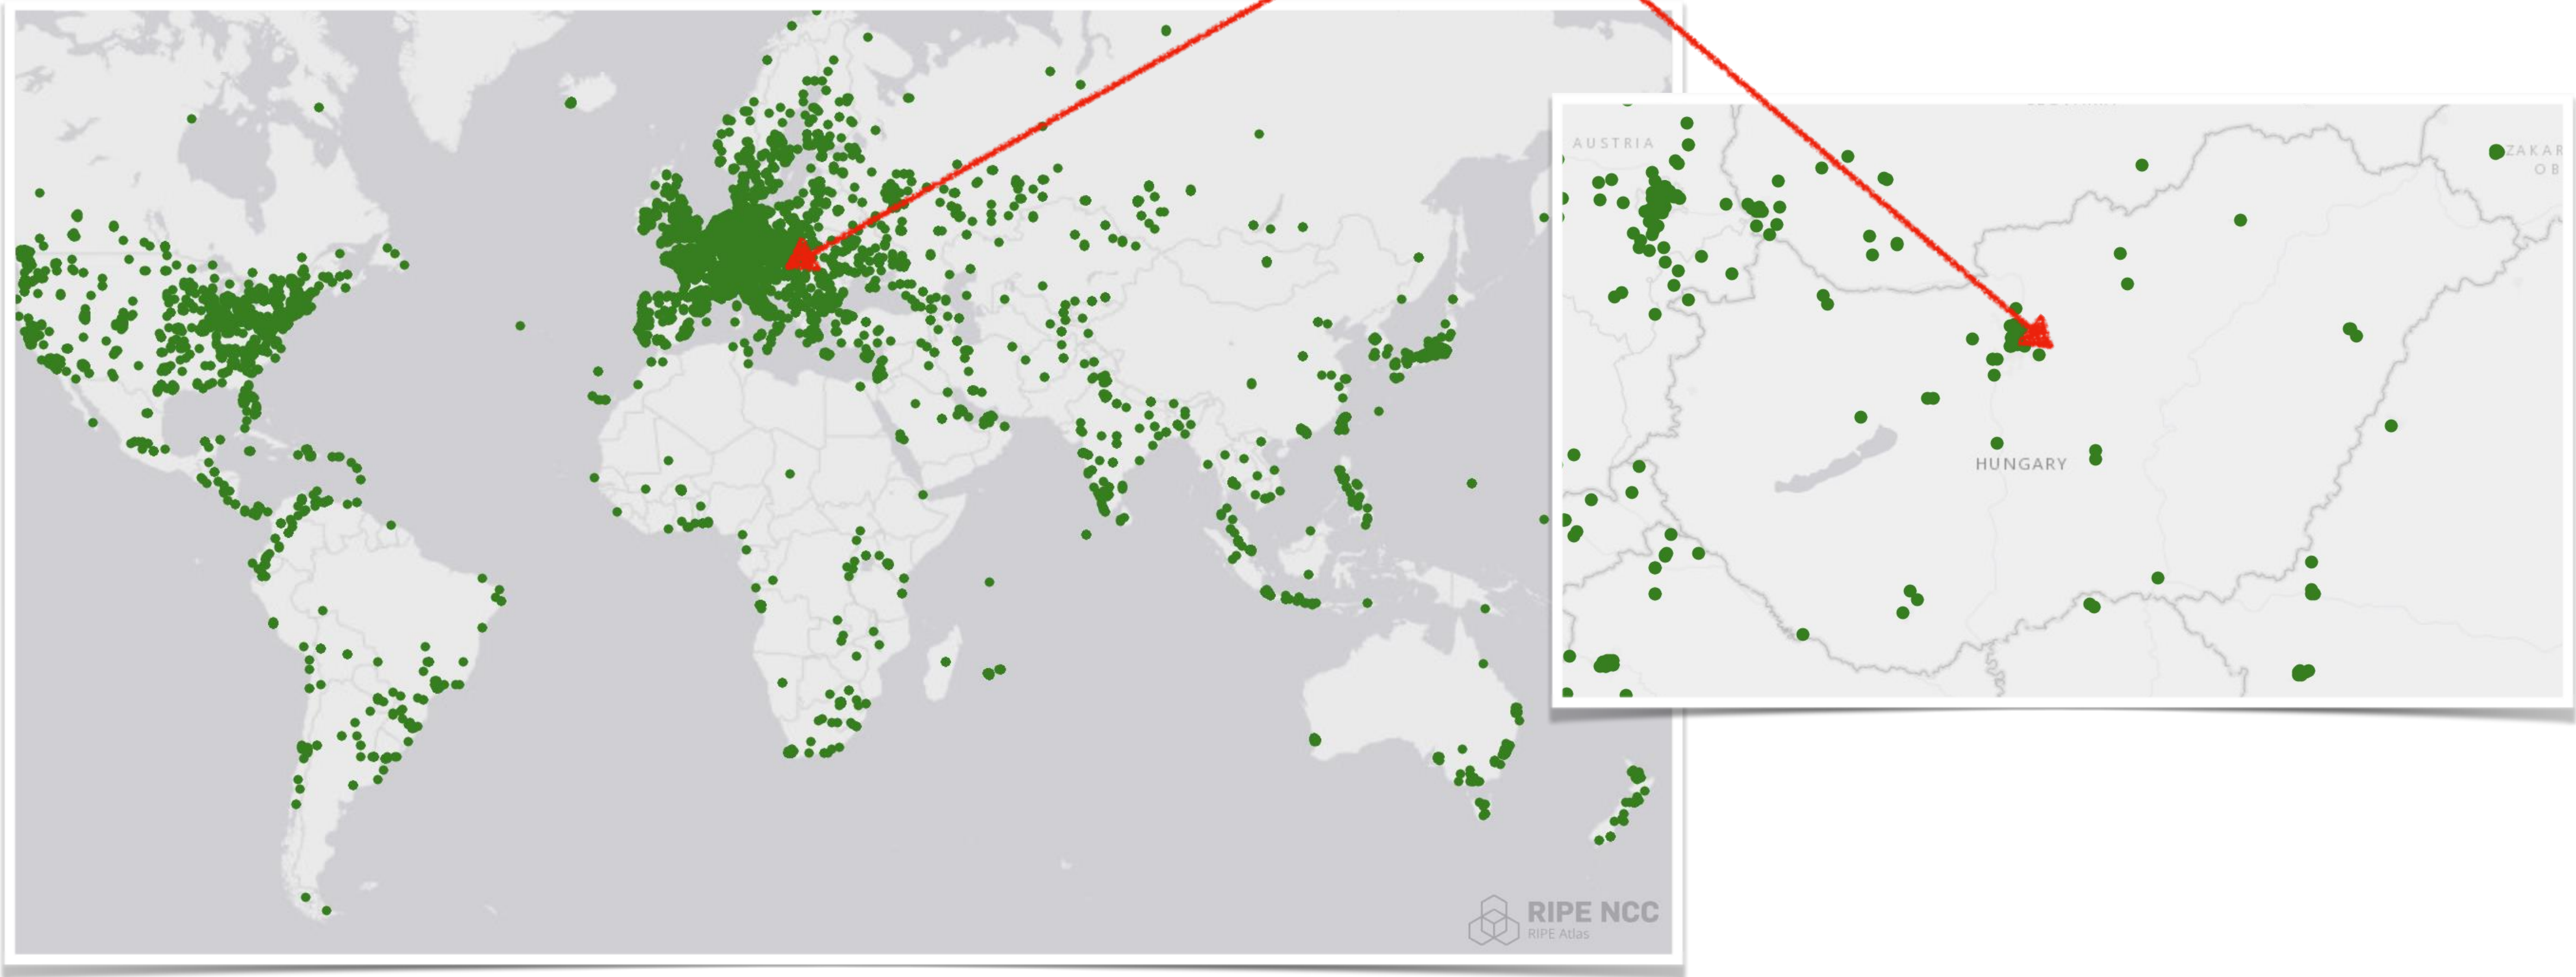 RIPE NCC
RIPE Atlas
AUSTRIA
ZAKAR
OB
HUNGARY